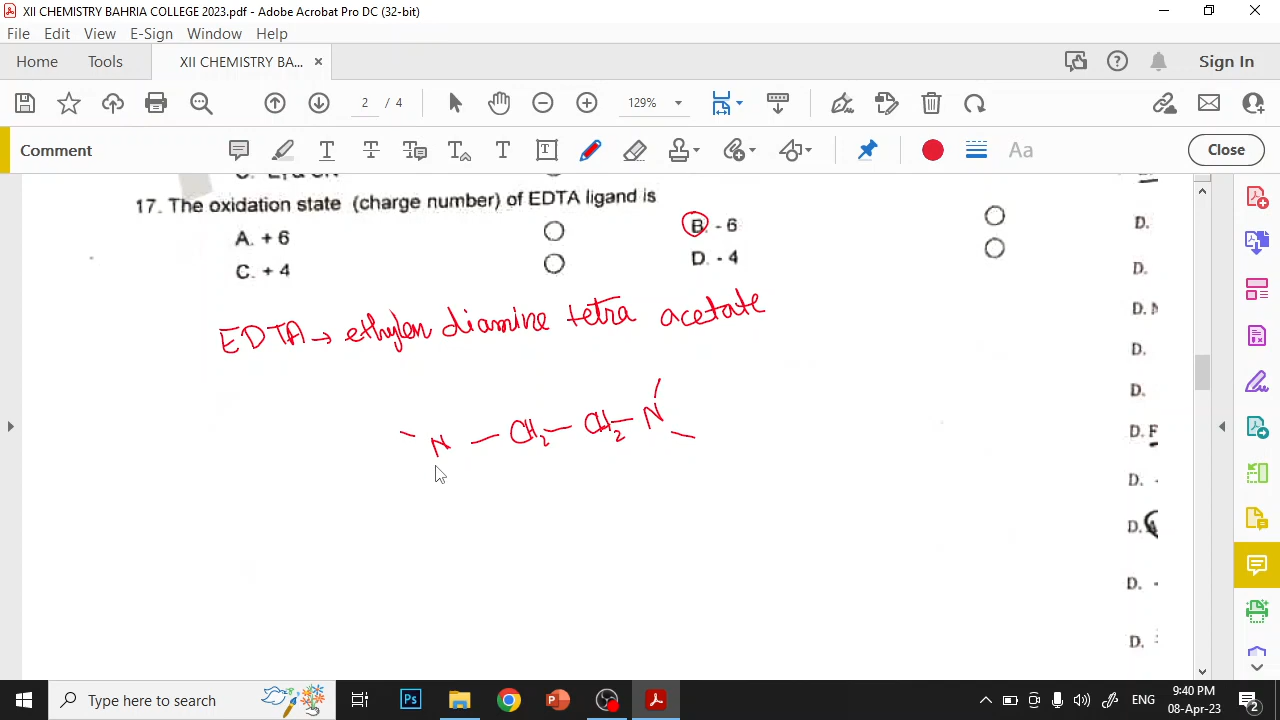 XII CHEMISTRY BAHRIA COLLEGE 2023.pdf - Adobe Acrobat Pro DC (32-bit)
File Edit View E-Sign Window Help
Home Tools XII CHEMISTRY BA... × Sign In
2 / 4 129%
Comment Close
17. The oxidation state (charge number) of EDTA ligand is
A. + 6 B. - 6
C. + 4 D. - 4
EDTA → ethylen diamine tetra acetate
N — CH2 — CH2 — N
D.
D.
D. N
D.
D.
D. F
D. -
D. A
D. -
D.
Type here to search
ENG 9:40 PM
08-Apr-23 2